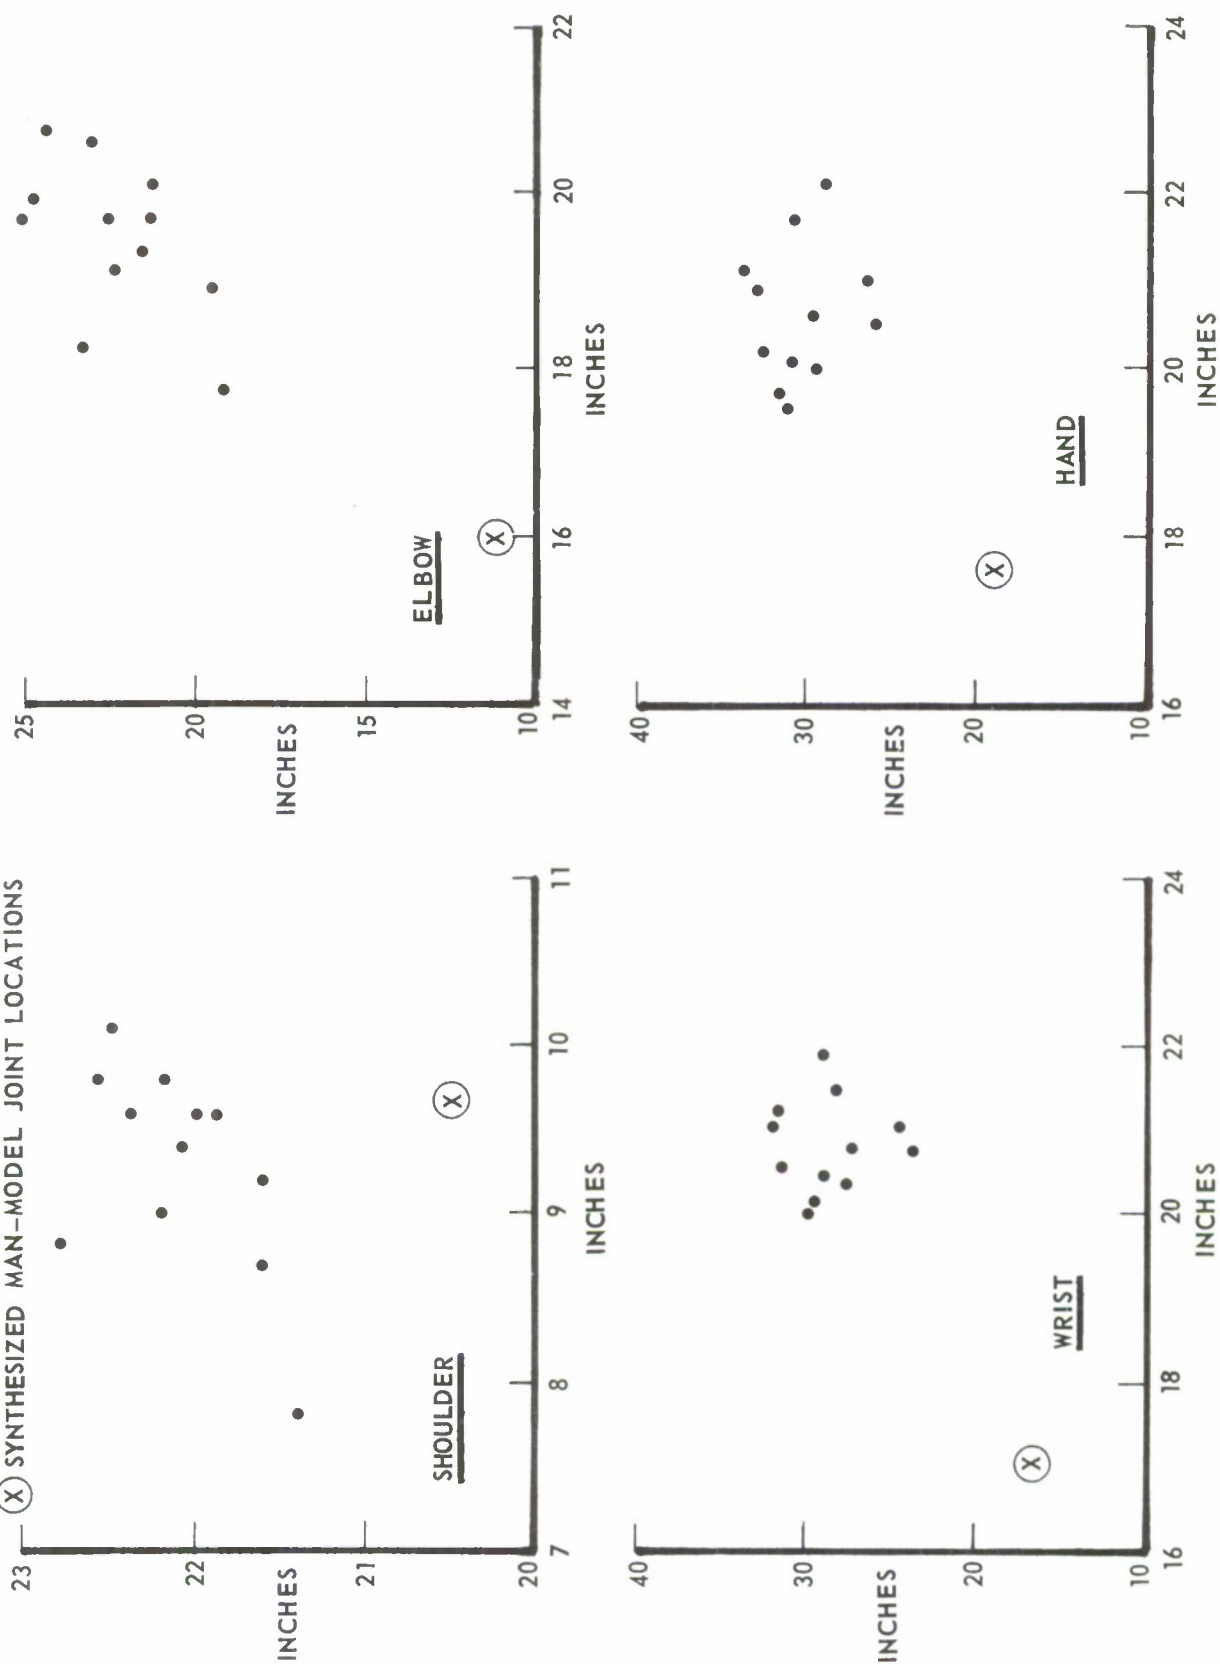 Ⓧ SYNTHESIZED MAN-MODEL JOINT LOCATIONS
23
22
21
20
INCHES
SHOULDER
7
8
9
10
11
INCHES
25
20
15
10
INCHES
ELBOW
14
16
18
20
22
INCHES
40
30
20
10
INCHES
WRIST
16
18
20
22
24
INCHES
40
30
20
10
INCHES
HAND
16
18
20
22
24
INCHES
X
X
X
X